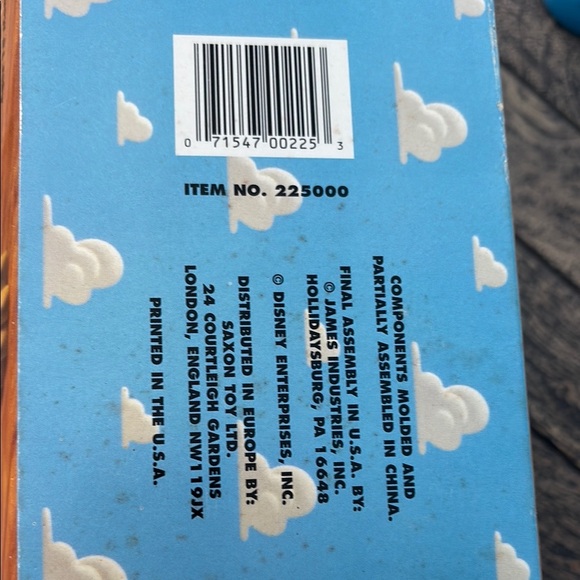 0 71547 00225 3
ITEM NO. 225000
COMPONENTS MOLDED AND
PARTIALLY ASSEMBLED IN CHINA.
FINAL ASSEMBLY IN U.S.A. BY:
© JAMES INDUSTRIES, INC.
HOLLIDAYSBURG, PA 16648
© DISNEY ENTERPRISES, INC.
DISTRIBUTED IN EUROPE BY:
SAXON TOY LTD.
24 COURTLEIGH GARDENS
LONDON, ENGLAND NW119JX
PRINTED IN THE U.S.A.